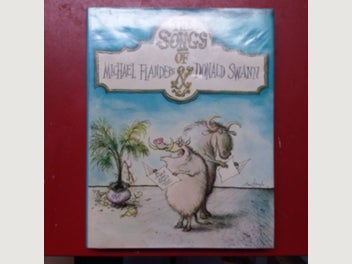 SONGS
OF
MICHAEL FLANDERS
& DONALD SWANN